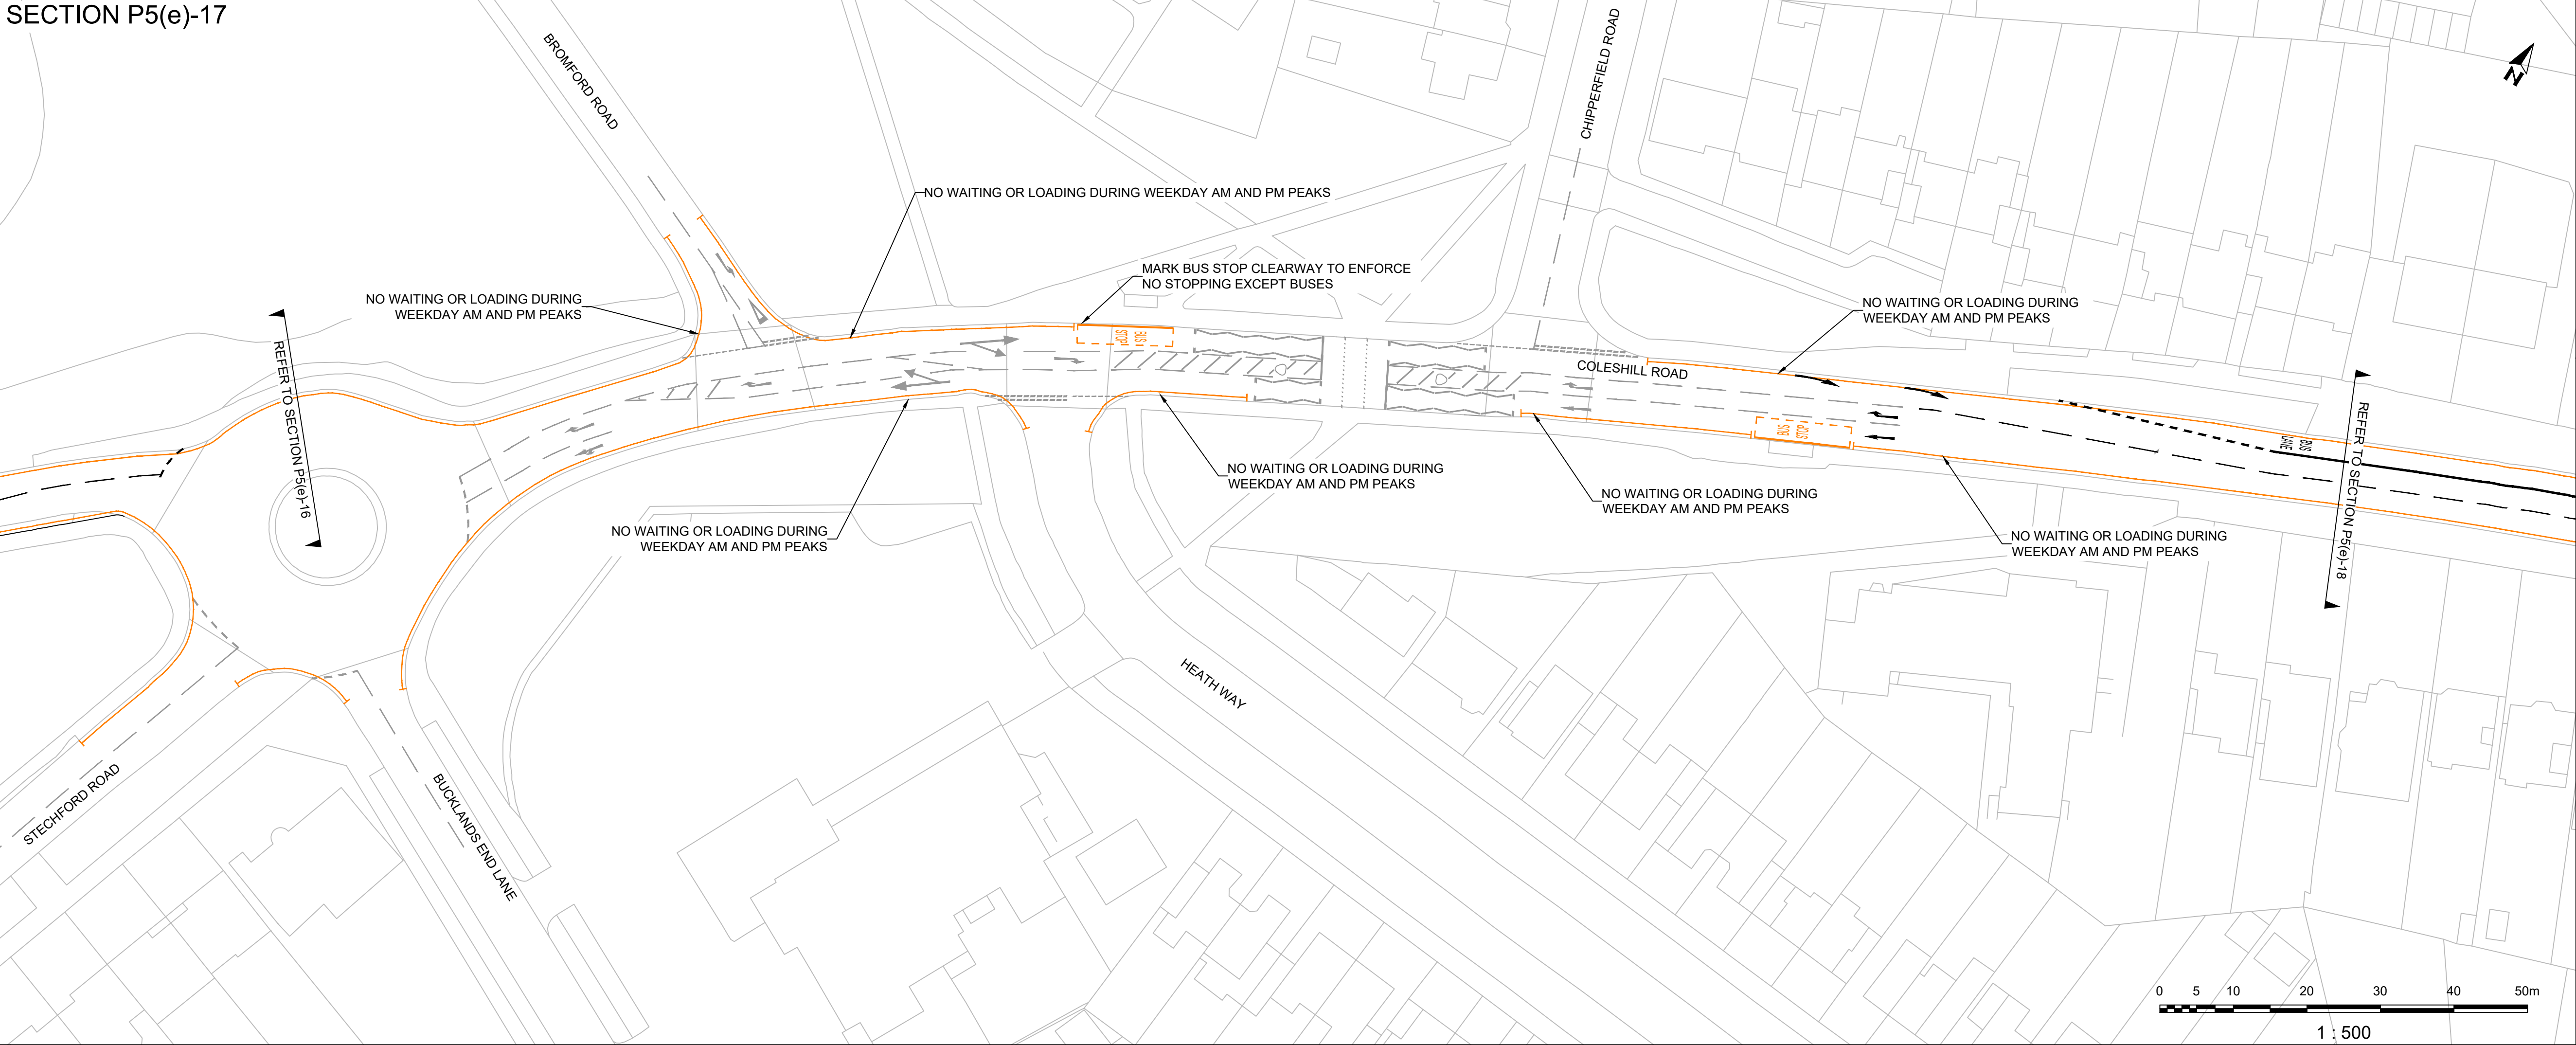 SECTION P5(e)-17
BROMFORD ROAD
CHIPPERFIELD ROAD
N
NO WAITING OR LOADING DURING WEEKDAY AM AND PM PEAKS
MARK BUS STOP CLEARWAY TO ENFORCE
NO STOPPING EXCEPT BUSES
NO WAITING OR LOADING DURING
WEEKDAY AM AND PM PEAKS
NO WAITING OR LOADING DURING
WEEKDAY AM AND PM PEAKS
REFER TO SECTION P5(e)-16
BUS
STOP
COLESHILL ROAD
BUS
STOP
BUS
LANE
REFER TO SECTION P5(e)-18
NO WAITING OR LOADING DURING
WEEKDAY AM AND PM PEAKS
NO WAITING OR LOADING DURING
WEEKDAY AM AND PM PEAKS
NO WAITING OR LOADING DURING
WEEKDAY AM AND PM PEAKS
NO WAITING OR LOADING DURING
WEEKDAY AM AND PM PEAKS
HEATH WAY
STECHFORD ROAD
BUCKLANDS END LANE
0 5 10 20 30 40 50m
1 : 500